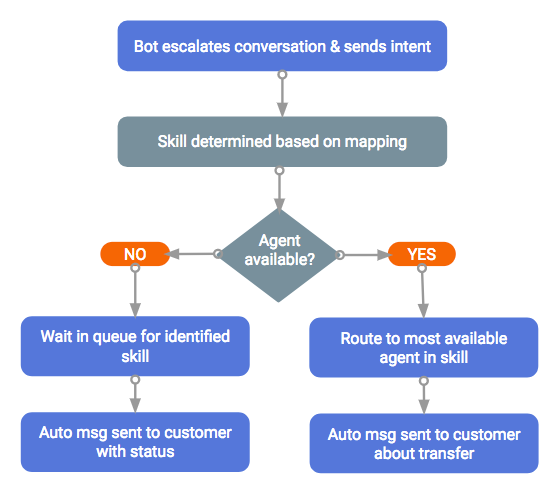 Bot escalates conversation & sends intent
Skill determined based on mapping
Agent
available?
NO
YES
Wait in queue for identified
skill
Route to most available
agent in skill
Auto msg sent to customer
with status
Auto msg sent to customer
about transfer